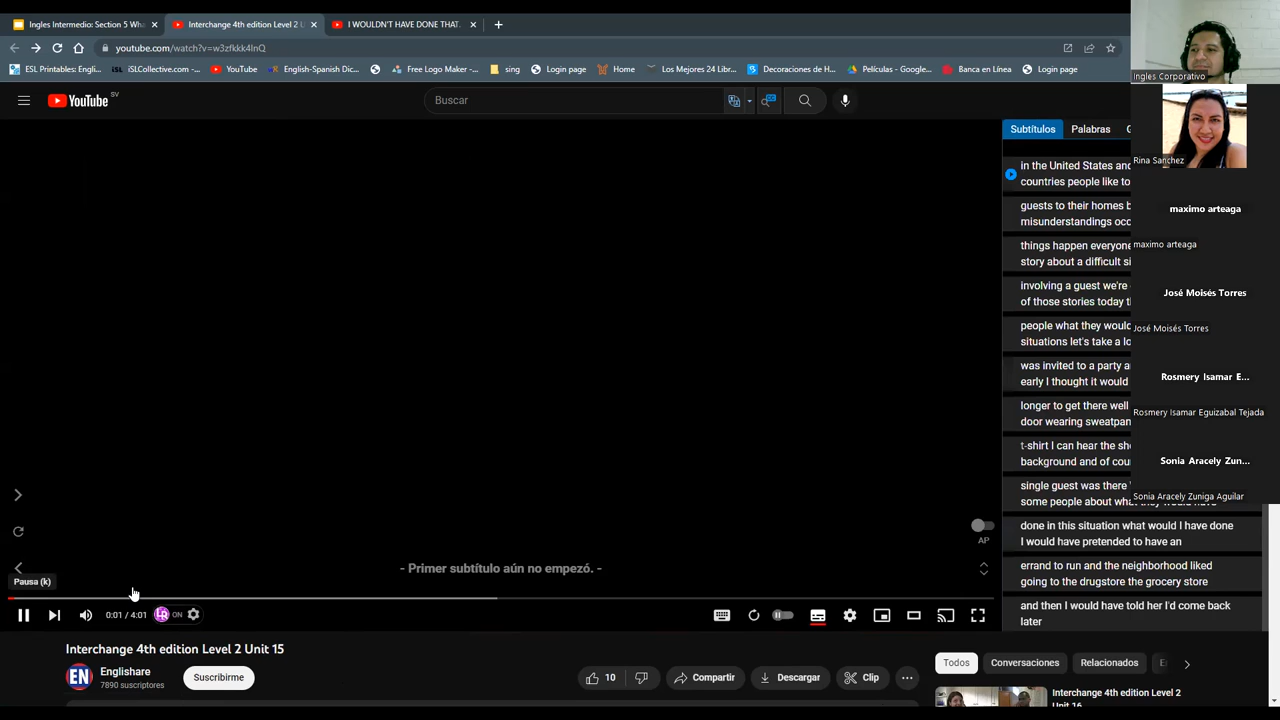 Ingles Intermedio: Section 5 Wha
Interchange 4th edition Level 2 U
I WOULDN'T HAVE DONE THAT.
youtube.com/watch?v=w3zfkkk4lnQ
ESL Printables: Engli...
iSLCollective.com -...
YouTube
English-Spanish Dic...
Free Logo Maker -...
sing
Login page
Home
Los Mejores 24 Libr...
Decoraciones de H...
Películas - Google...
Banca en Línea
Login page
Ingles Corporativo
YouTube SV
Buscar
Subtítulos
Palabras
in the United States and
countries people like to
guests to their homes b
misunderstandings occ
things happen everyone
story about a difficult si
involving a guest we're
of those stories today t
people what they would
situations let's take a lo
was invited to a party a
early I thought it would
longer to get there well
door wearing sweatpan
t-shirt I can hear the sh
background and of cou
single guest was there
some people about what they would have
done in this situation what would I have done
I would have pretended to have an
errand to run and the neighborhood liked
going to the drugstore the grocery store
and then I would have told her I'd come back
later
Rina Sanchez
maximo arteaga
maximo arteaga
José Moisés Torres
José Moisés Torres
Rosmery Isamar E...
Rosmery Isamar Eguizabal Tejada
Sonia Aracely Zun...
Sonia Aracely Zuniga Aguilar
AP
- Primer subtítulo aún no empezó. -
Pausa (k)
0:01 / 4:01
LR ON
Interchange 4th edition Level 2 Unit 15
EN
Englishare
7890 suscriptores
Suscribirme
10
Compartir
Descargar
Clip
Todos
Conversaciones
Relacionados
Interchange 4th edition Level 2
Unit 16